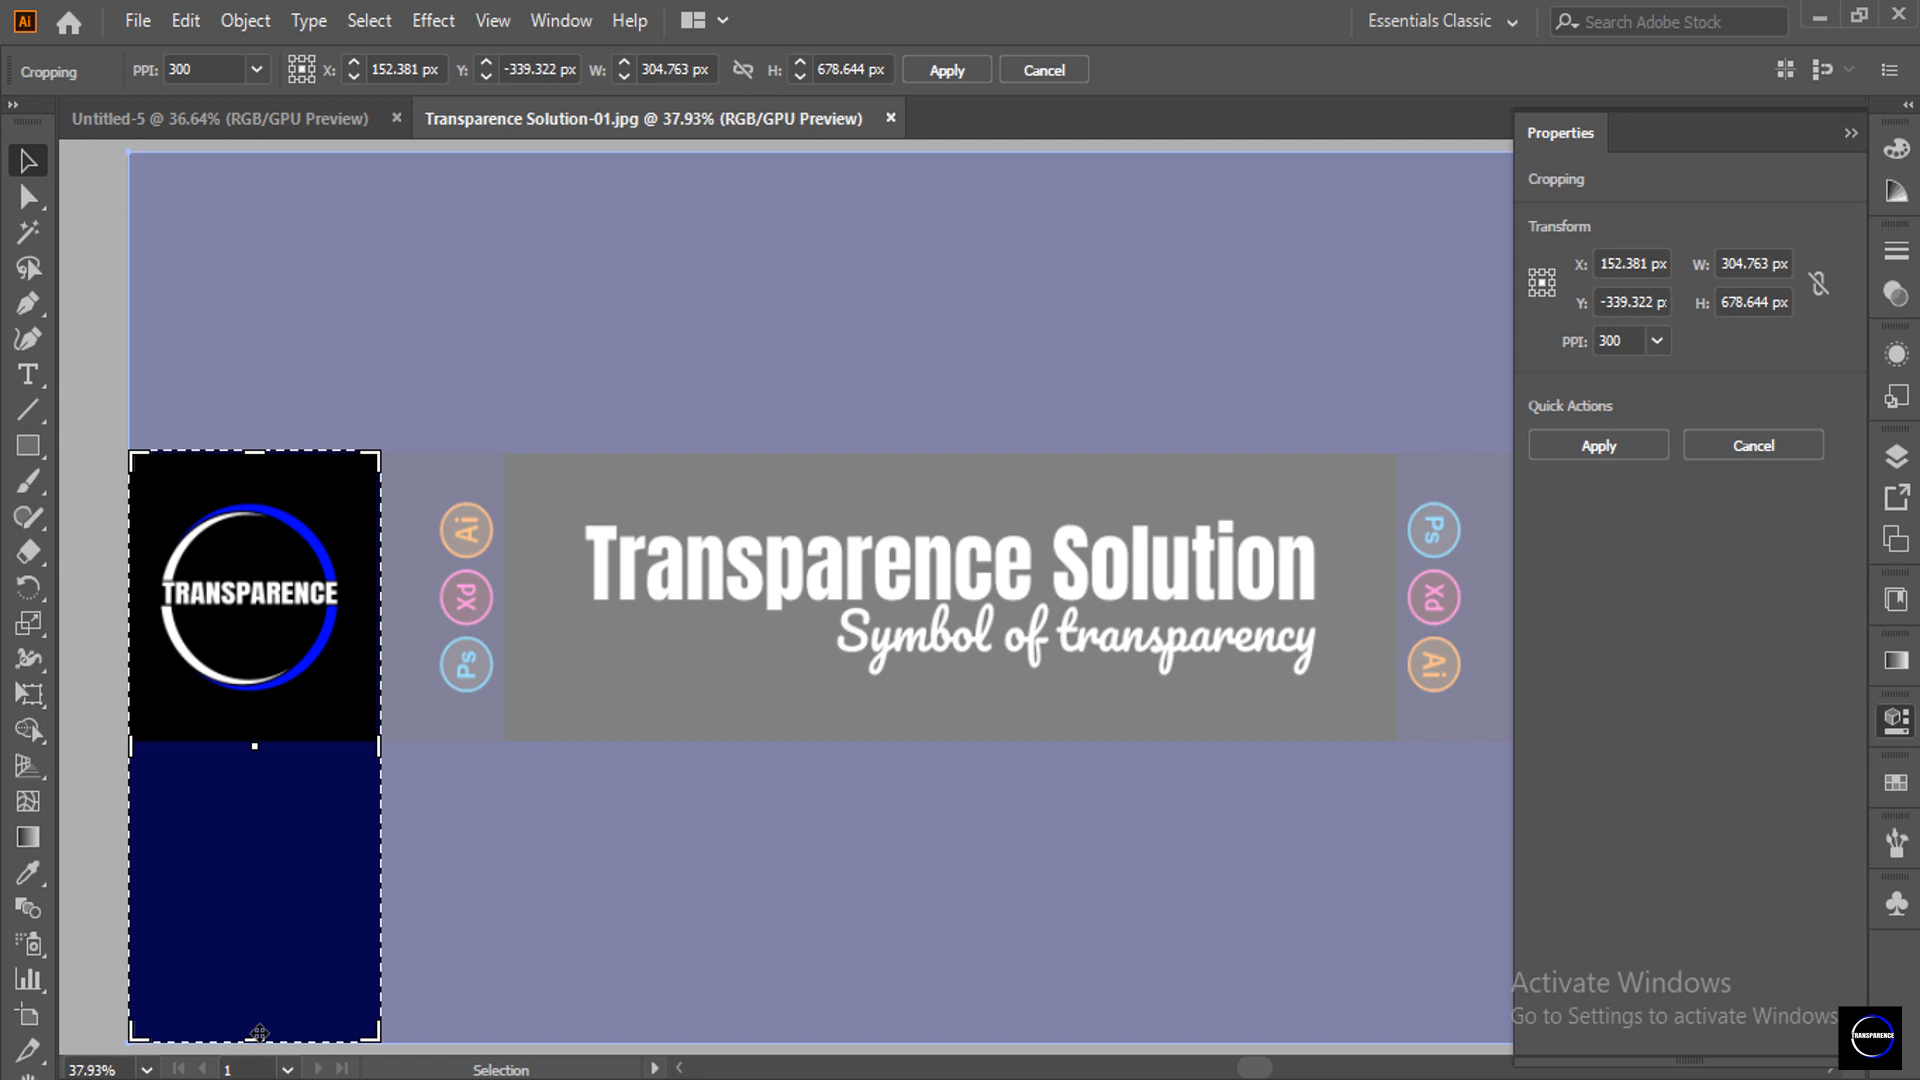 Ai File Edit Object Type Select Effect View Window Help Essentials Classic Search Adobe Stock
Cropping PPI: 300 X: 152.381 px Y: -339.322 px W: 304.763 px H: 678.644 px Apply Cancel
Untitled-5 @ 36.64% (RGB/GPU Preview) × Transparence Solution-01.jpg @ 37.93% (RGB/GPU Preview) ×
Properties
Cropping
Transform
X: 152.381 px W: 304.763 px
Y: -339.322 p H: 678.644 px
PPI: 300
Quick Actions
Apply Cancel
TRANSPARENCE
Ai
Xd
Ps
Transparence Solution
Symbol of transparency
Ps
Xd
Ai
Activate Windows
Go to Settings to activate Windows
TRANSPARENCE
37.93% 1 Selection